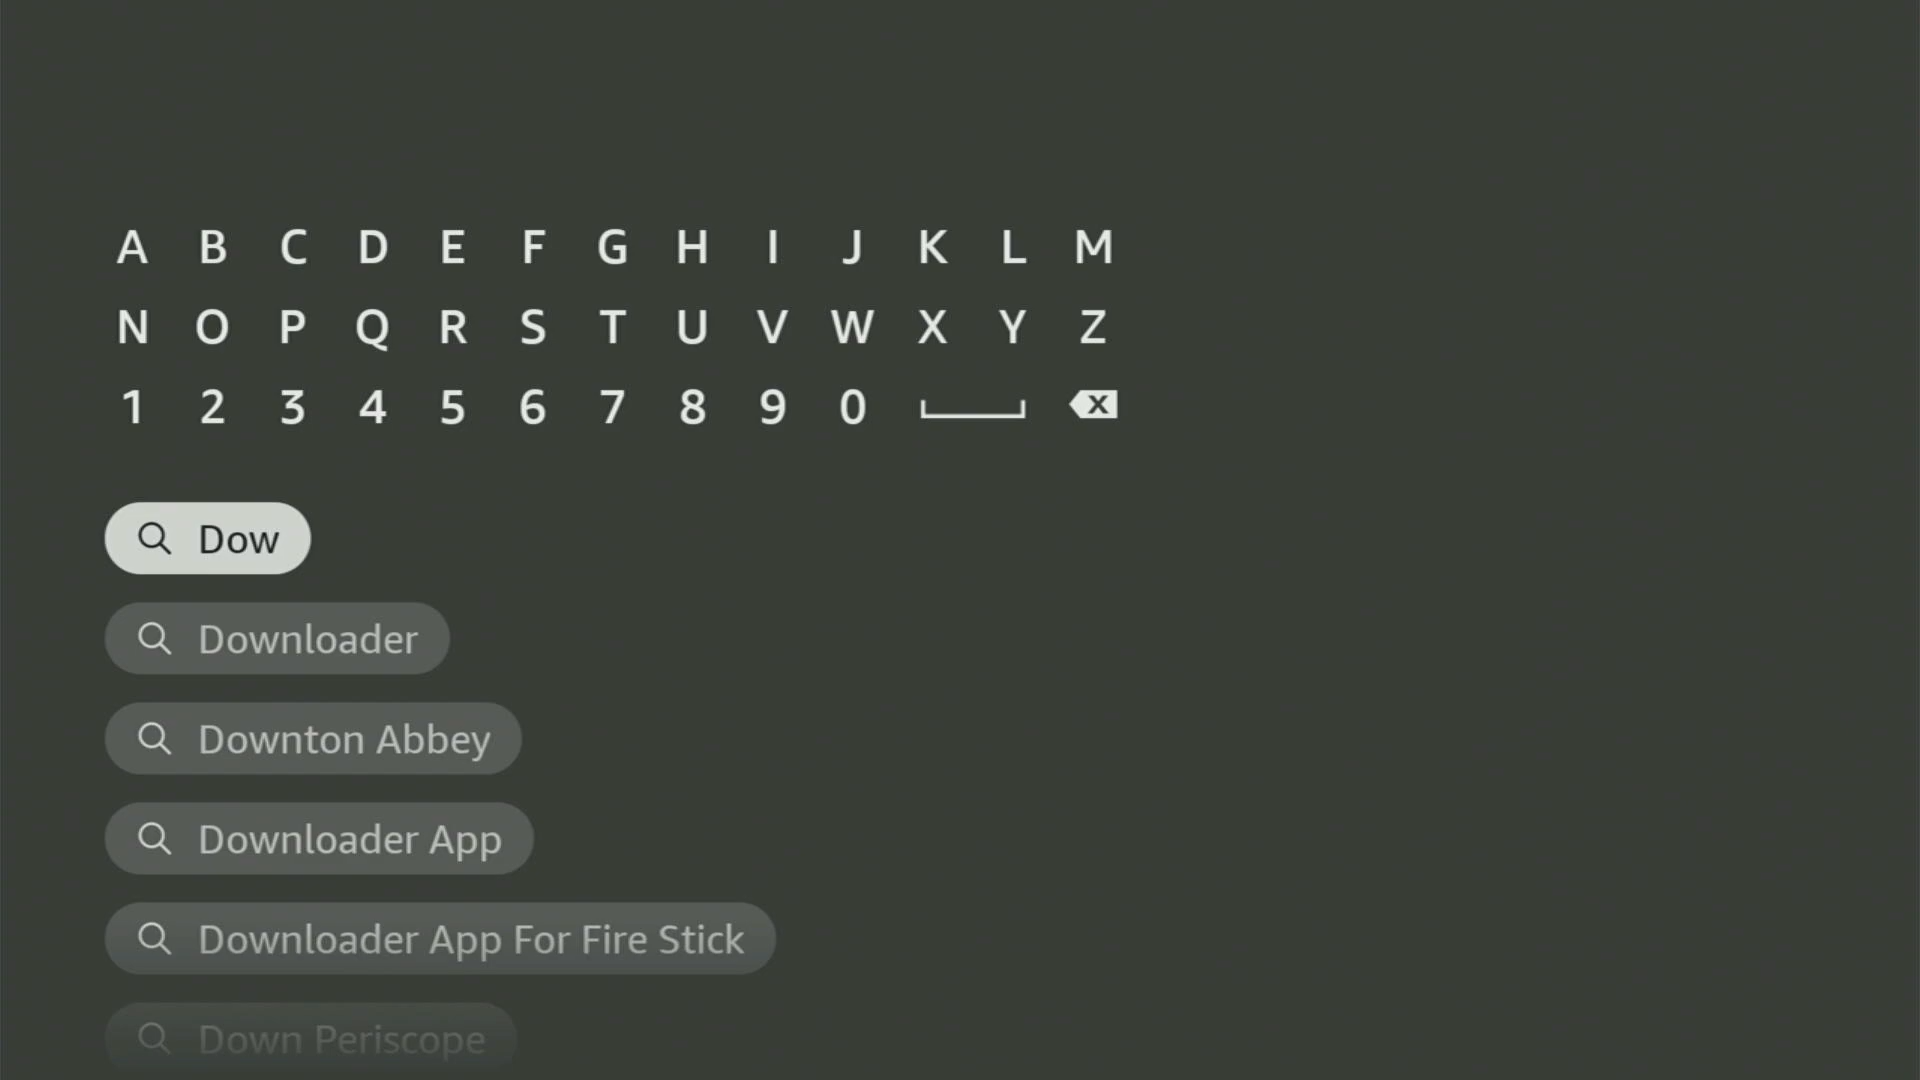 A B C D E F G H I J K L M
N O P Q R S T U V W X Y Z
1 2 3 4 5 6 7 8 9 0
Dow
Downloader
Downton Abbey
Downloader App
Downloader App For Fire Stick
Down Periscope